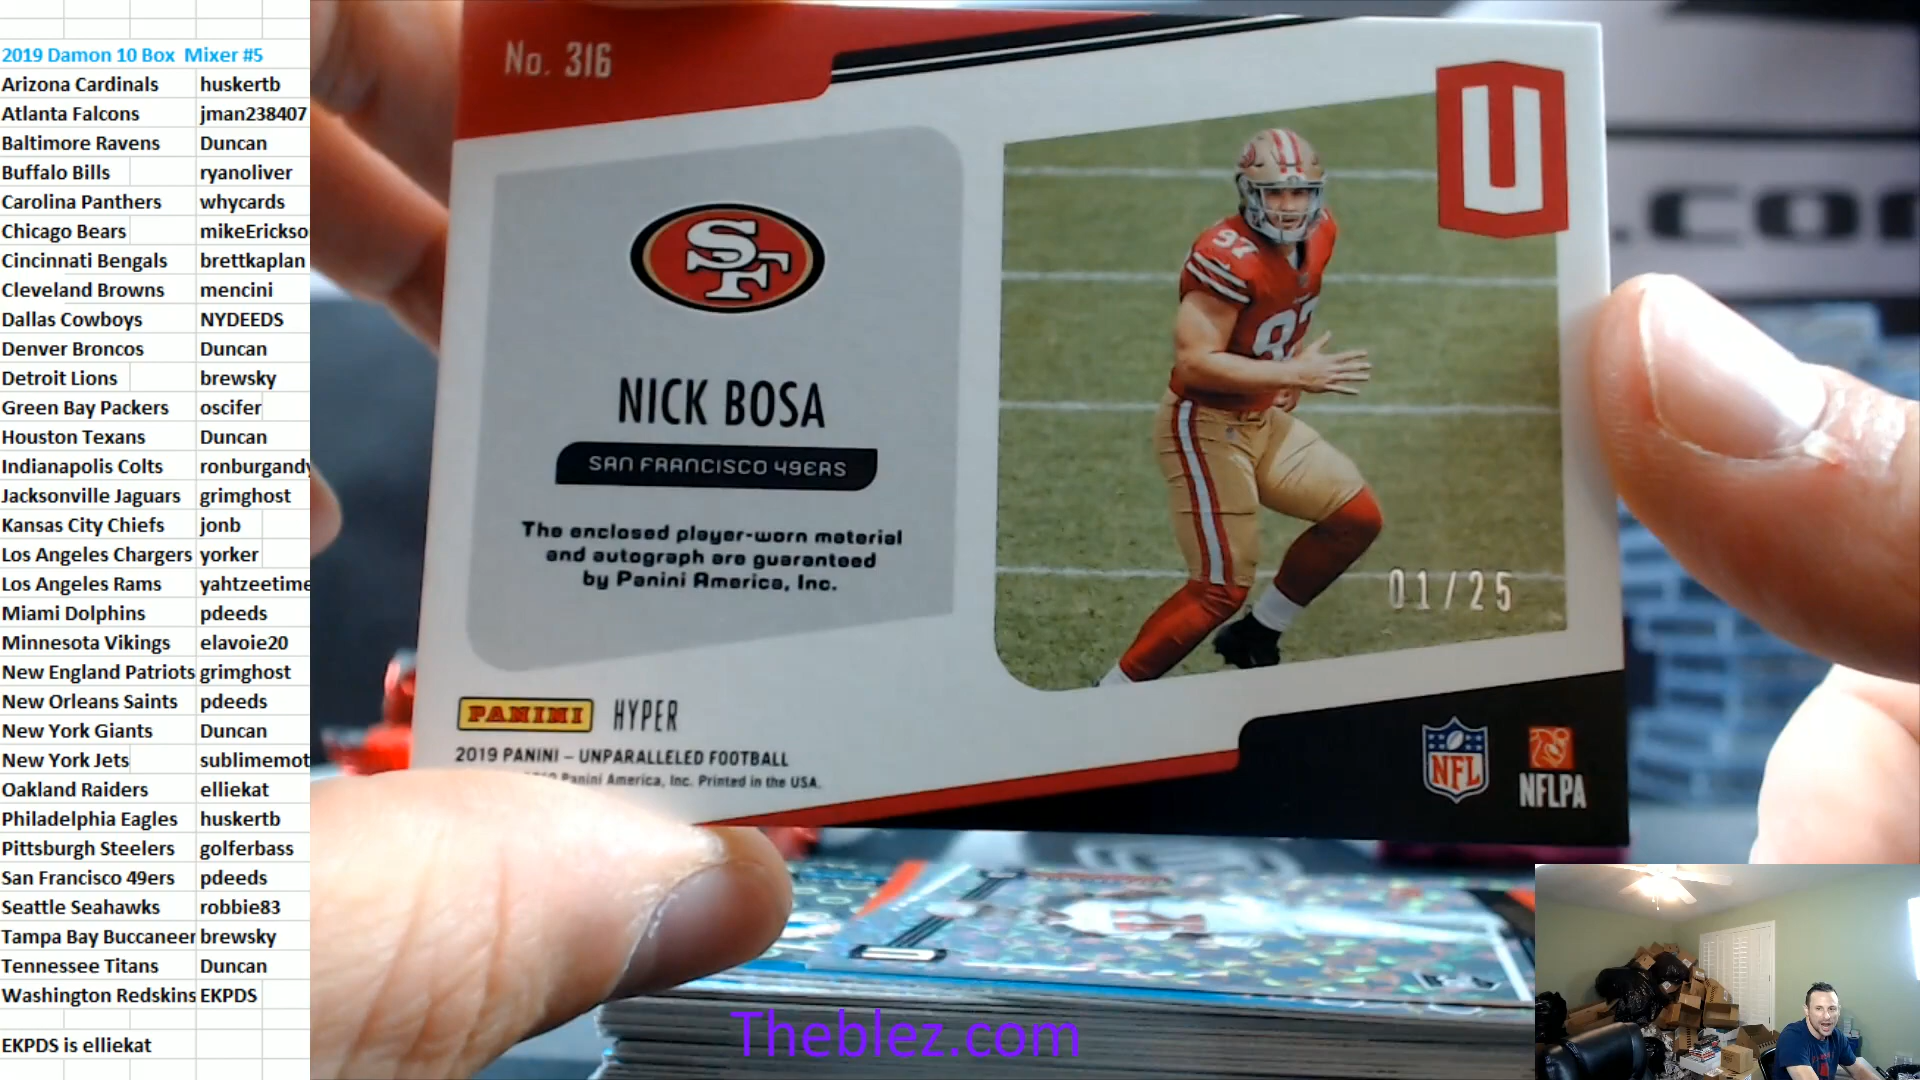 2019 Damon 10 Box Mixer #5
Arizona Cardinals huskertb
Atlanta Falcons jman238407
Baltimore Ravens Duncan
Buffalo Bills ryanoliver
Carolina Panthers whycards
Chicago Bears mikeErickso
Cincinnati Bengals brettkaplan
Cleveland Browns mencini
Dallas Cowboys NYDEEDS
Denver Broncos Duncan
Detroit Lions brewsky
Green Bay Packers oscifer
Houston Texans Duncan
Indianapolis Colts ronburgandy
Jacksonville Jaguars grimghost
Kansas City Chiefs jonb
Los Angeles Chargers yorker
Los Angeles Rams yahtzeetime
Miami Dolphins pdeeds
Minnesota Vikings elavoie20
New England Patriots grimghost
New Orleans Saints pdeeds
New York Giants Duncan
New York Jets sublimemot
Oakland Raiders elliekat
Philadelphia Eagles huskertb
Pittsburgh Steelers golferbass
San Francisco 49ers pdeeds
Seattle Seahawks robbie83
Tampa Bay Buccaneer brewsky
Tennessee Titans Duncan
Washington Redskins EKPDS
EKPDS is elliekat
No. 316
U
SF
NICK BOSA
SAN FRANCISCO 49ERS
The enclosed player-worn material
and autograph are guaranteed
by Panini America, Inc.
97
97
01/25
PANINI HYPER
2019 PANINI – UNPARALLELED FOOTBALL
Panini America, Inc. Printed in the USA.
NFL
NFLPA
.co
Theblez.com